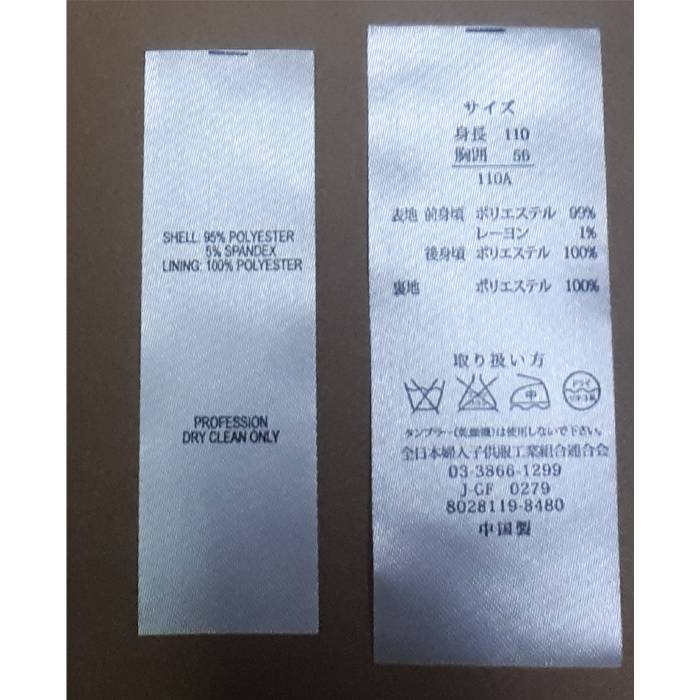 SHELL: 95% POLYESTER
5% SPANDEX
LINING: 100% POLYESTER
PROFESSION
DRY CLEAN ONLY
サイズ
身長 110
胸囲 56
110A
表地 前身頃 ポリエステル 99%
レーヨン 1%
後身頃 ポリエステル 100%
裏地 ポリエステル 100%
取り扱い方
中 ドライ
タンブラー(乾燥機)は使用しないで下さい。
全日本婦人子供服工業組合連合会
03-3866-1299
J-GF 0279
8028119-8480
中国製